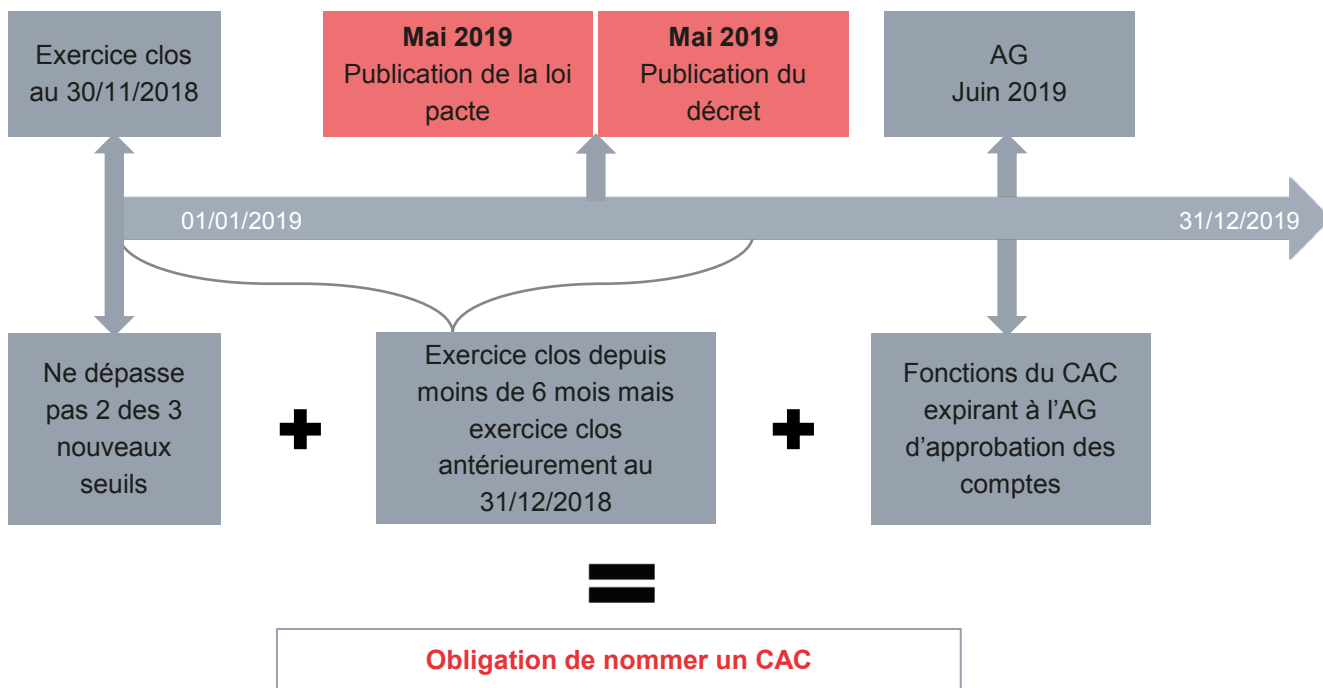 Exercice clos
au 30/11/2018
Mai 2019
Publication de la loi
pacte
Mai 2019
Publication du
décret
AG
Juin 2019
01/01/2019
31/12/2019
Ne dépasse
pas 2 des 3
nouveaux
seuils
Exercice clos depuis
moins de 6 mois mais
exercice clos
antérieurement au
31/12/2018
Fonctions du CAC
expirant à l’AG
d’approbation des
comptes
Obligation de nommer un CAC